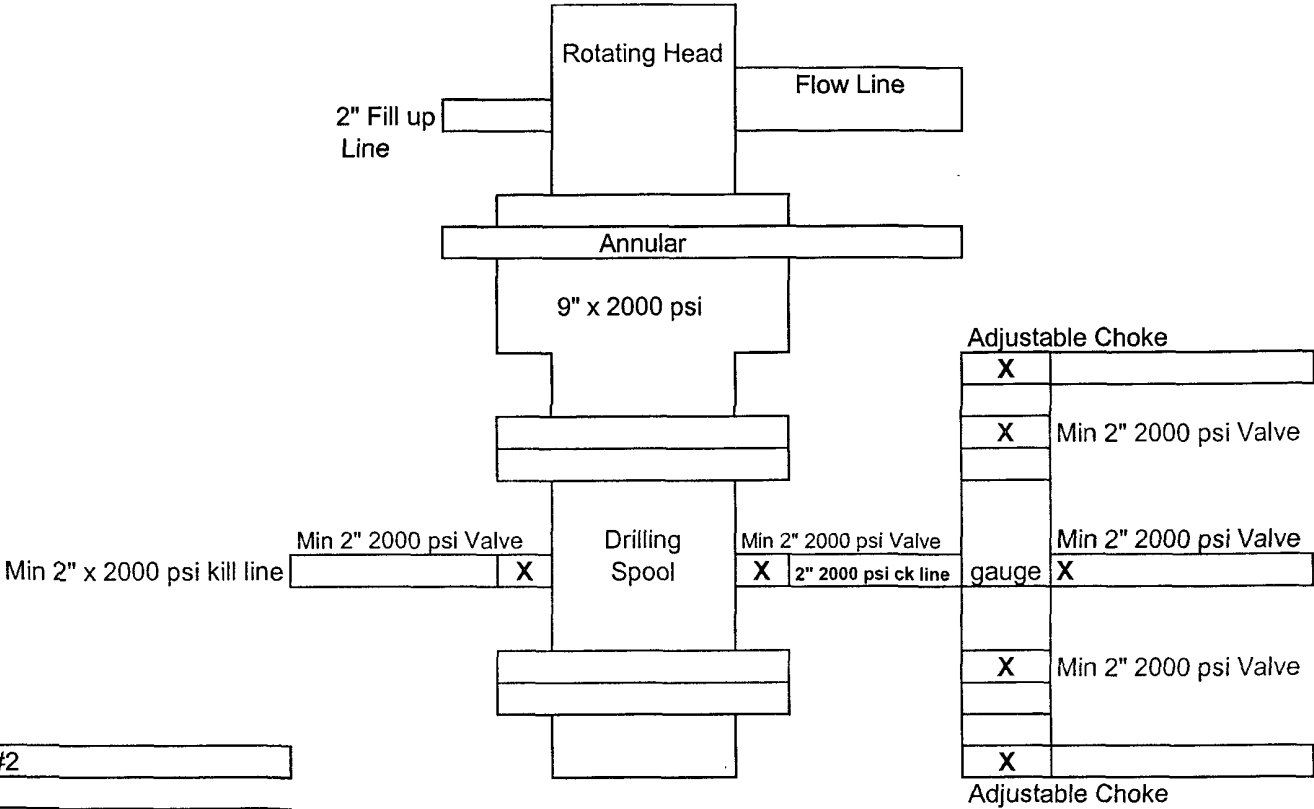 Rotating Head
Flow Line
2" Fill up
Line
Annular
9" x 2000 psi
Adjustable Choke
X
X Min 2" 2000 psi Valve
Min 2" 2000 psi Valve
Drilling
Spool
Min 2" 2000 psi Valve
Min 2" 2000 psi Valve
Min 2" x 2000 psi kill line
X
X
2" 2000 psi ck line
gauge
X
X Min 2" 2000 psi Valve
#2
X
Adjustable Choke